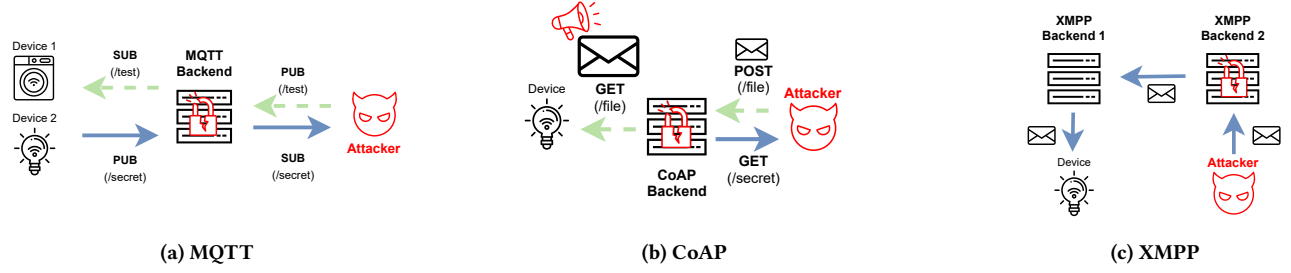 Device 1
SUB
(/test)
MQTT
Backend
PUB
(/test)
Device 2
PUB
(/secret)
SUB
(/secret)
Attacker
(a) MQTT
GET
(/file)
POST
(/file)
Device
Attacker
CoAP
Backend
GET
(/secret)
(b) CoAP
XMPP
Backend 1
XMPP
Backend 2
Device
Attacker
(c) XMPP